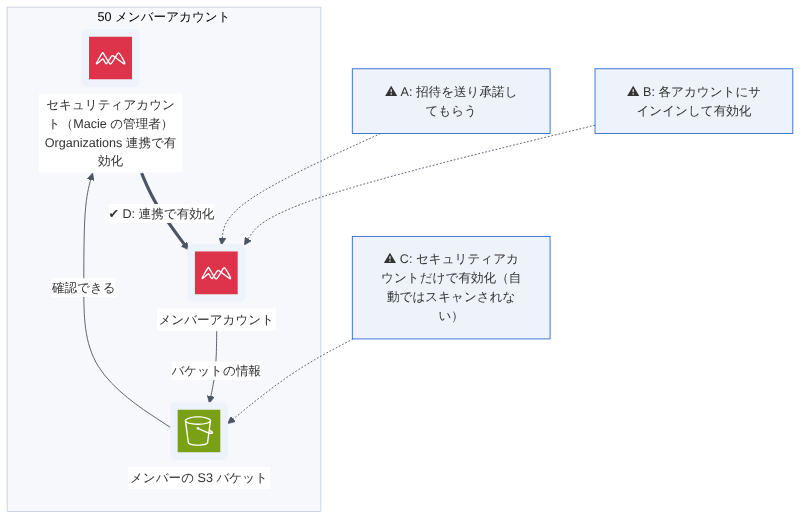 50 メンバーアカウント
セキュリティアカウン
ト（Macie の管理者）
Organizations 連携で有
効化
⚠ A: 招待を送り承諾し
てもらう
⚠ B: 各アカウントにサ
インインして有効化
✔ D: 連携で有効化
⚠ C: セキュリティアカ
ウントだけで有効化（自
動ではスキャンされな
い）
確認できる
メンバーアカウント
バケットの情報
メンバーの S3 バケット